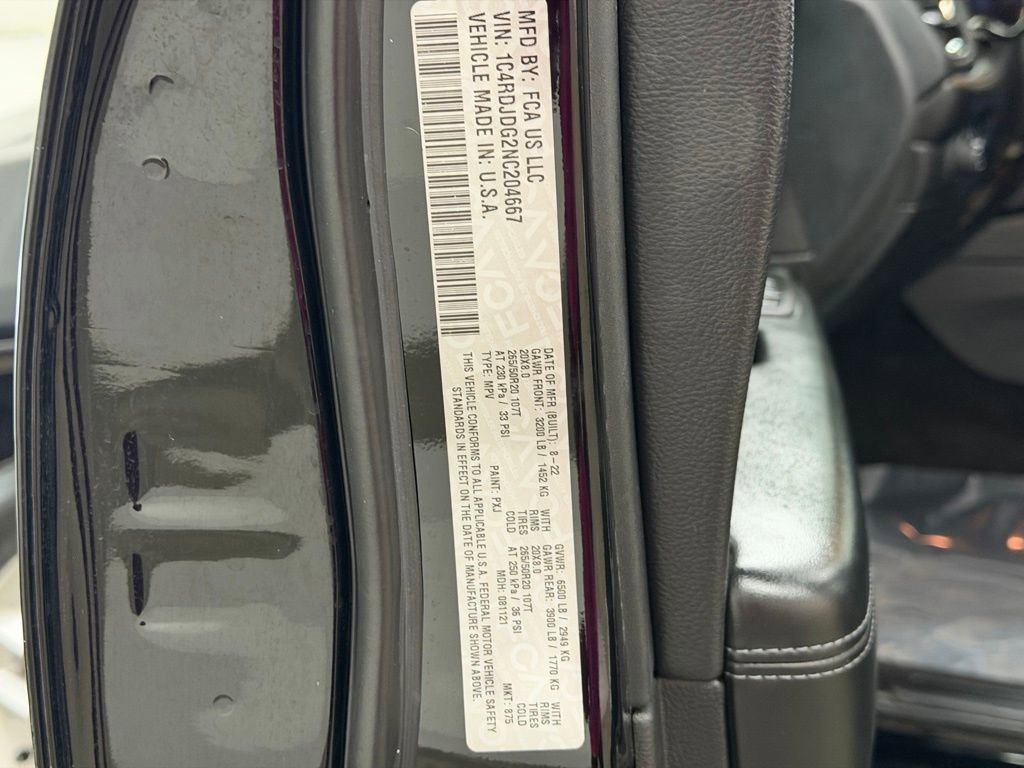 MFD BY: FCA US LLC
VIN: 1C4RDJDG2NC204667
VEHICLE MADE IN: U.S.A.
DATE OF MFR (BUILT): 8-22 GVWR: 6500 LB / 2949 KG
GAWR FRONT: 3200 LB / 1452 KG WITH GAWR REAR: 3900 LB / 1770 KG WITH
20X8.0 RIMS 20X8.0 RIMS
265/50R20 107T TIRES 265/50R20 107T TIRES
AT 230 kPa / 33 PSI COLD AT 250 kPa / 36 PSI COLD
TYPE: MPV PAINT: PXJ MDH: 081121 MKT: 875
THIS VEHICLE CONFORMS TO ALL APPLICABLE U.S.A. FEDERAL MOTOR VEHICLE SAFETY
STANDARDS IN EFFECT ON THE DATE OF MANUFACTURE SHOWN ABOVE.